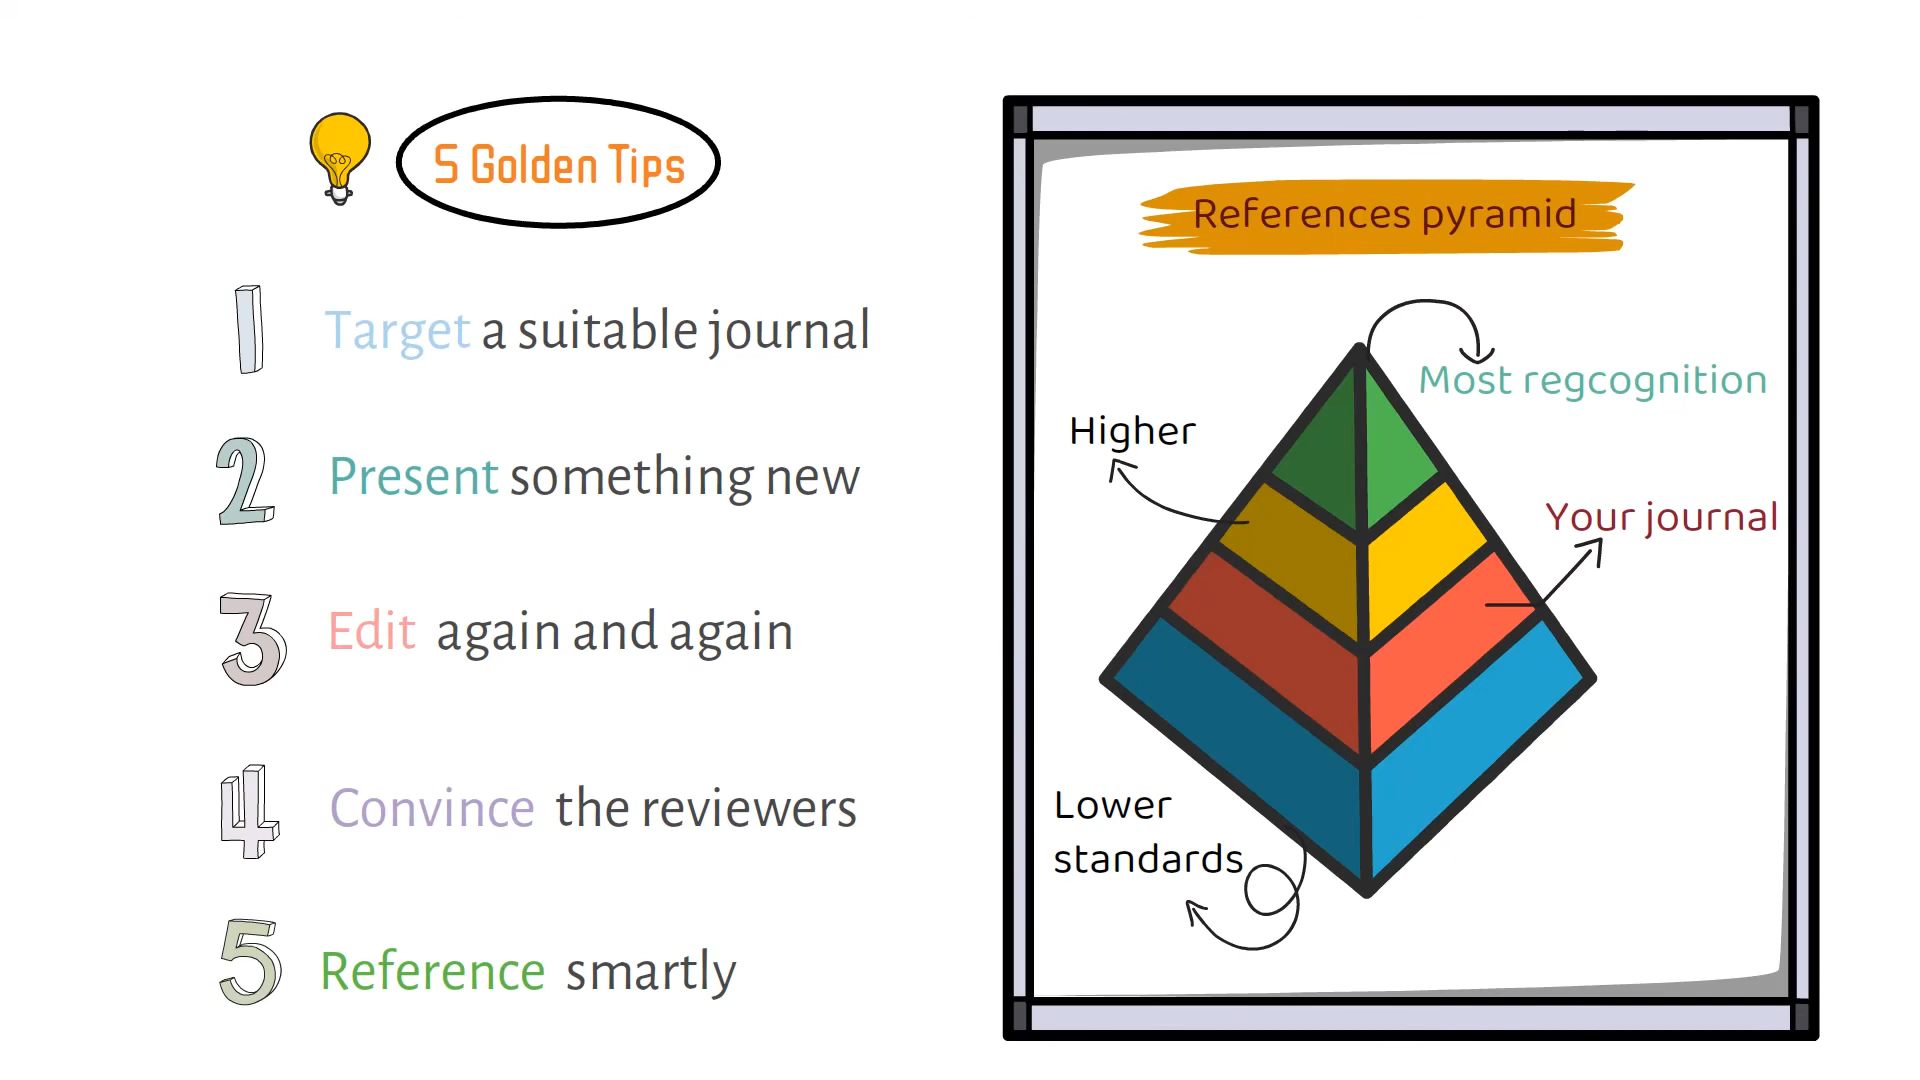 5 Golden Tips
1 Target a suitable journal
2 Present something new
3 Edit again and again
4 Convince the reviewers
5 Reference smartly
References pyramid
Most regcognition
Higher
Your journal
Lower
standards